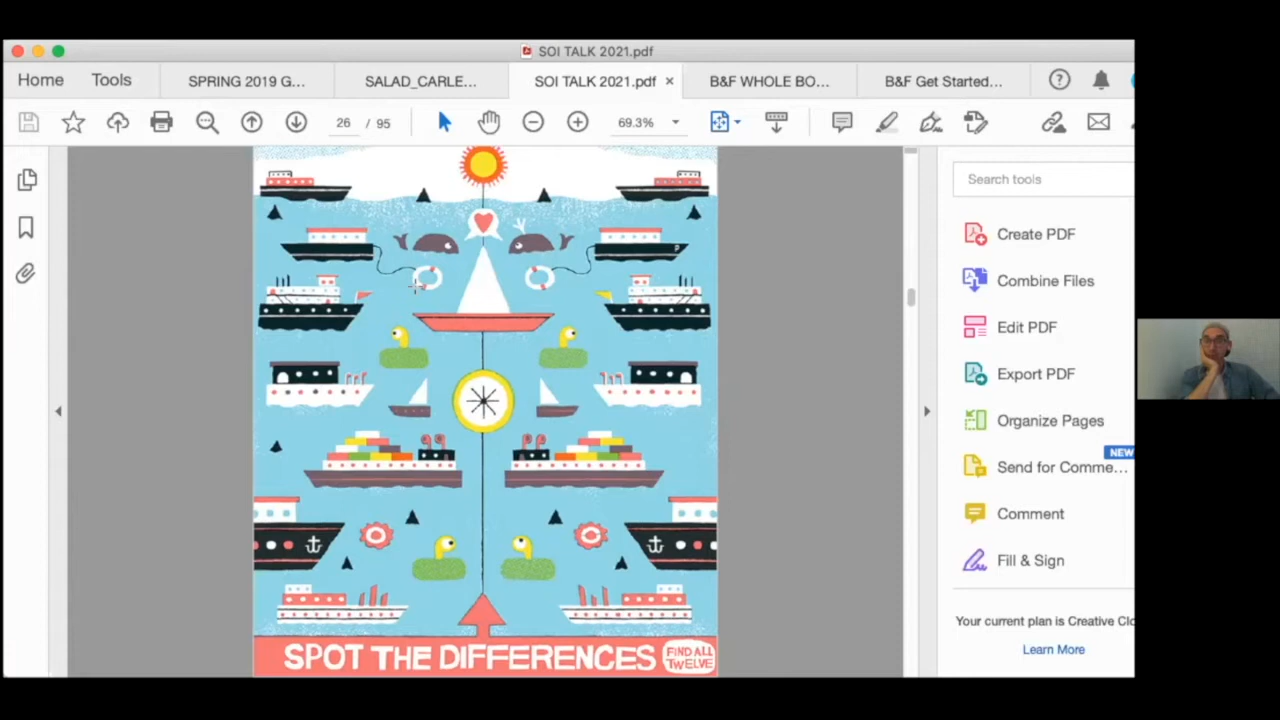 SOI TALK 2021.pdf
Home
Tools
SPRING 2019 G...
SALAD_CARLE...
SOI TALK 2021.pdf
B&F WHOLE BO...
B&F Get Started...
26 / 95
69.3%
Search tools
Create PDF
Combine Files
Edit PDF
Export PDF
Organize Pages
NEW
Send for Comme...
Comment
Fill & Sign
Your current plan is Creative Clo
Learn More
P
SPOT THE DIFFERENCES
FIND ALL
TWELVE